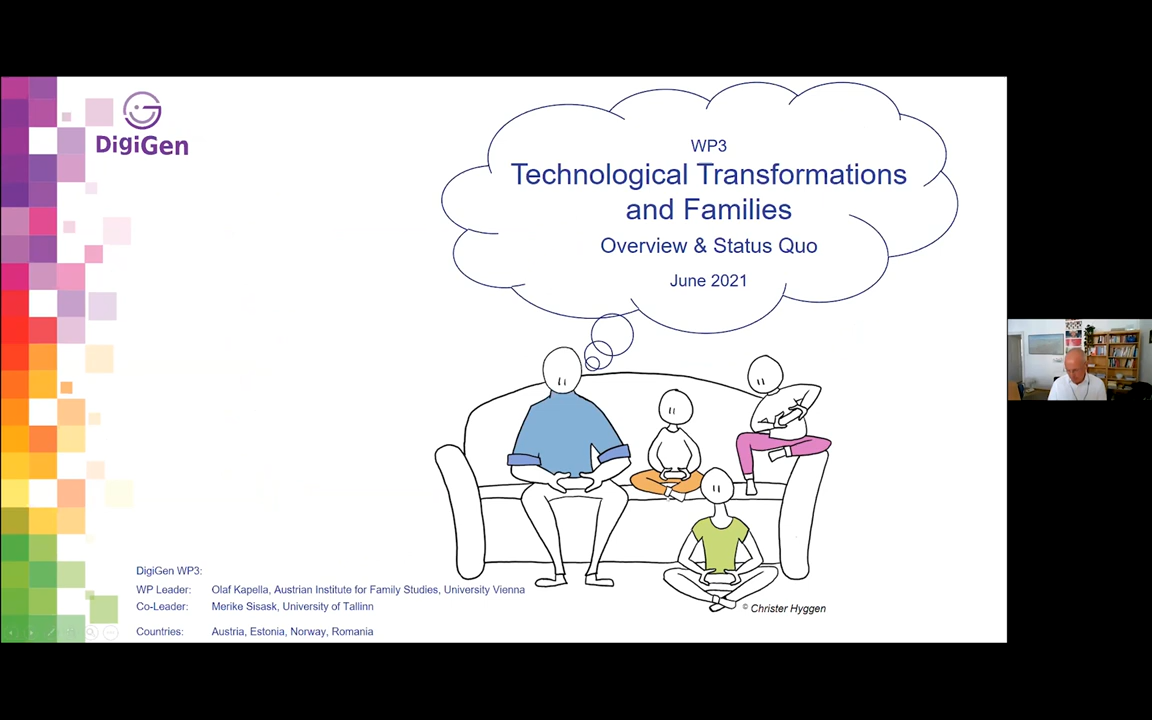 DigiGen
WP3
Technological Transformations
and Families
Overview & Status Quo
June 2021
© Christer Hyggen
DigiGen WP3:
WP Leader: Olaf Kapella, Austrian Institute for Family Studies, University Vienna
Co-Leader: Merike Sisask, University of Tallinn
Countries: Austria, Estonia, Norway, Romania